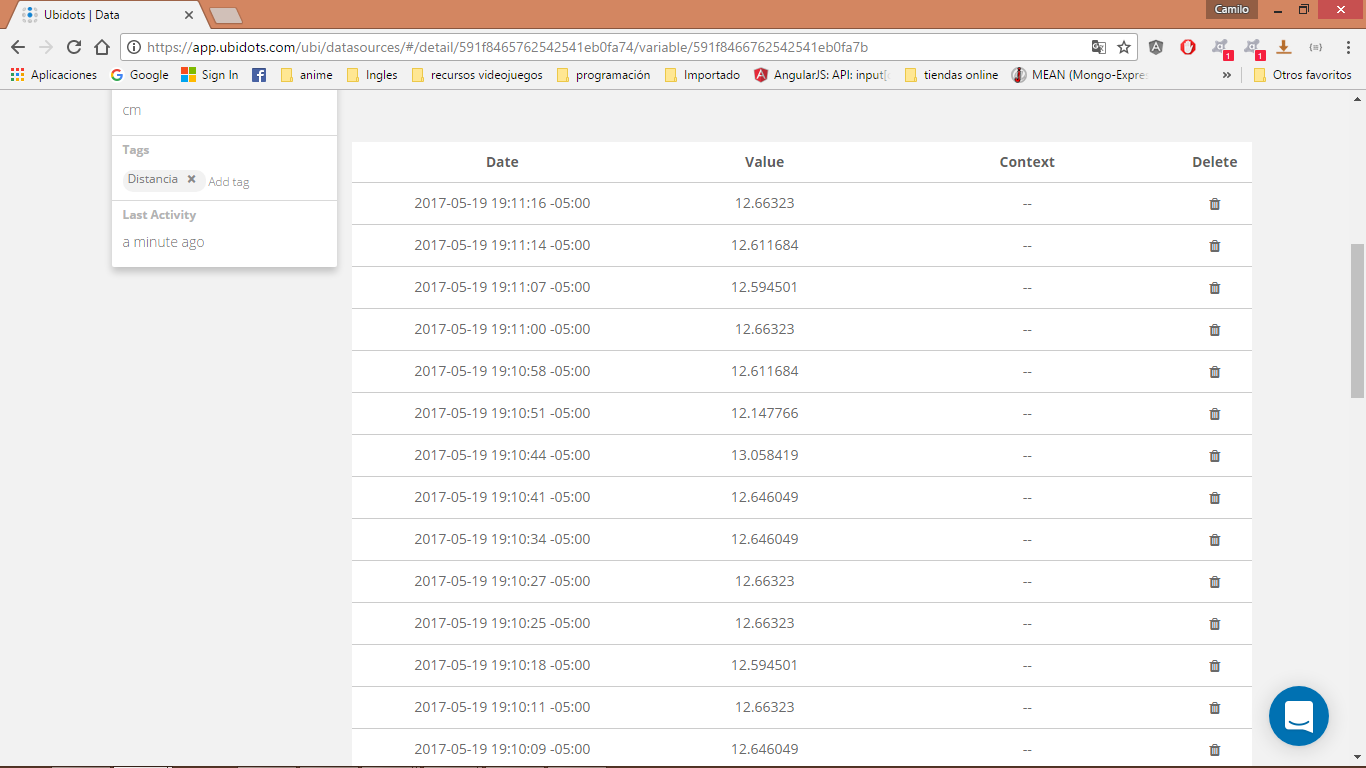 Ubidots | Data
Camilo
https://app.ubidots.com/ubi/datasources/#/detail/591f8465762542541eb0fa74/variable/591f8466762542541eb0fa7b
Aplicaciones Google Sign In anime Ingles recursos videojuegos programación Importado AngularJS: API: input[ tiendas online MEAN (Mongo-Expre » Otros favoritos
cm
Tags
Distancia Add tag
Last Activity
a minute ago
Date Value Context Delete
2017-05-19 19:11:16 -05:00 12.66323 --
2017-05-19 19:11:14 -05:00 12.611684 --
2017-05-19 19:11:07 -05:00 12.594501 --
2017-05-19 19:11:00 -05:00 12.66323 --
2017-05-19 19:10:58 -05:00 12.611684 --
2017-05-19 19:10:51 -05:00 12.147766 --
2017-05-19 19:10:44 -05:00 13.058419 --
2017-05-19 19:10:41 -05:00 12.646049 --
2017-05-19 19:10:34 -05:00 12.646049 --
2017-05-19 19:10:27 -05:00 12.66323 --
2017-05-19 19:10:25 -05:00 12.66323 --
2017-05-19 19:10:18 -05:00 12.594501 --
2017-05-19 19:10:11 -05:00 12.66323 --
2017-05-19 19:10:09 -05:00 12.646049 --